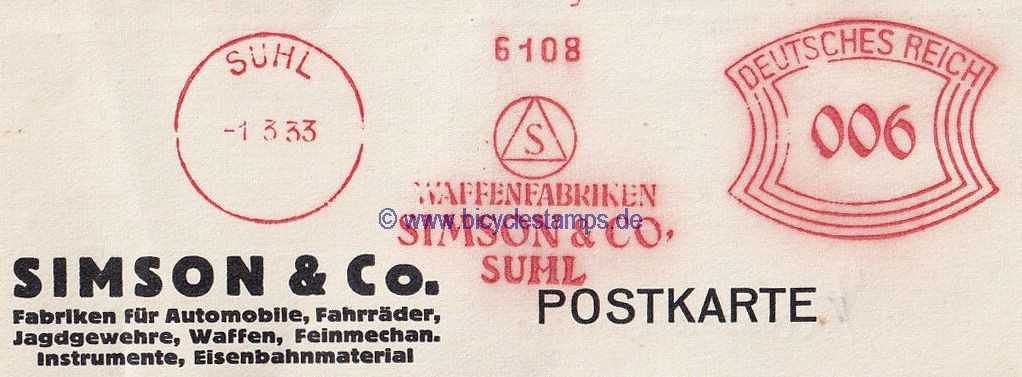 SUHL
-1.3.33
6108
S
WAFFENFABRIKEN
SIMSON & CO.
SUHL
DEUTSCHES REICH
006
© www.bicyclestamps.de
SIMSON & Co.
Fabriken für Automobile, Fahrräder,
Jagdgewehre, Waffen, Feinmechan.
Instrumente, Eisenbahnmaterial
POSTKARTE